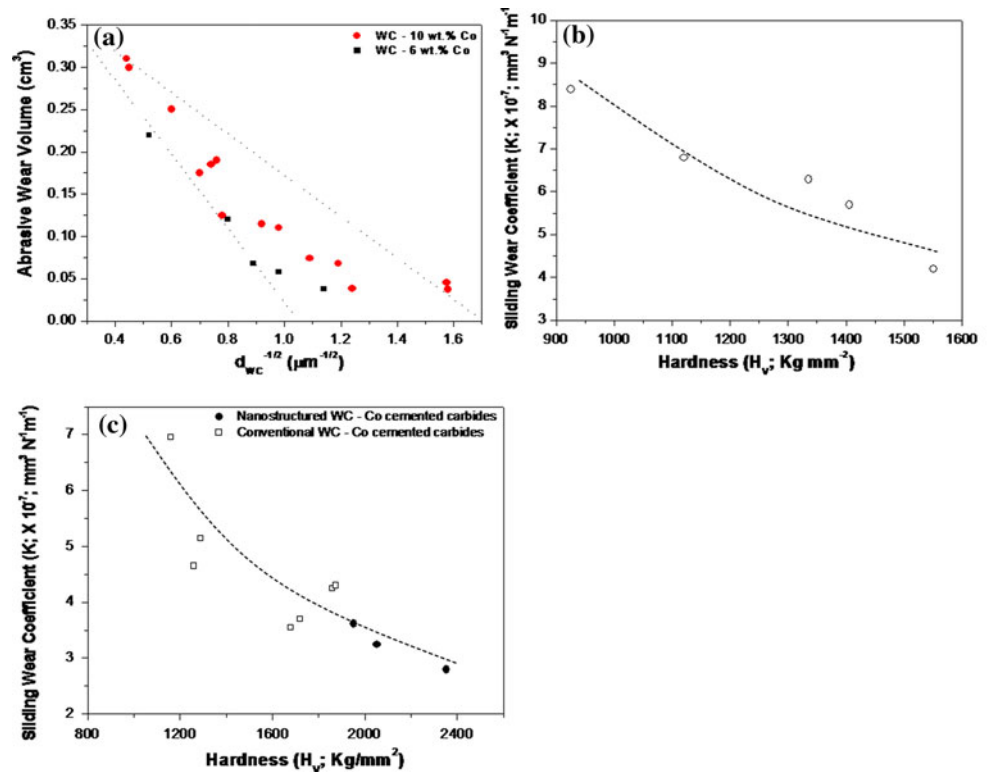 (a)
WC - 10 wt.% Co
WC - 6 wt.% Co
Abrasive Wear Volume (cm³)
0.35
0.30
0.25
0.20
0.15
0.10
0.05
0.00
0.4 0.6 0.8 1.0 1.2 1.4 1.6
d_WC^-1/2 (μm^-1/2)
(b)
Sliding Wear Coefficient (K; X 10^-7; mm³ N^-1m^-1)
10
9
8
7
6
5
4
3
900 1000 1100 1200 1300 1400 1500 1600
Hardness (H_v; Kg mm^-2)
(c)
Nanostructured WC - Co cemented carbides
Conventional WC - Co cemented carbides
Sliding Wear Coefficient (K; X 10^-7; mm³ N^-1m^-1)
7
6
5
4
3
2
800 1200 1600 2000 2400
Hardness (H_v; Kg/mm²)